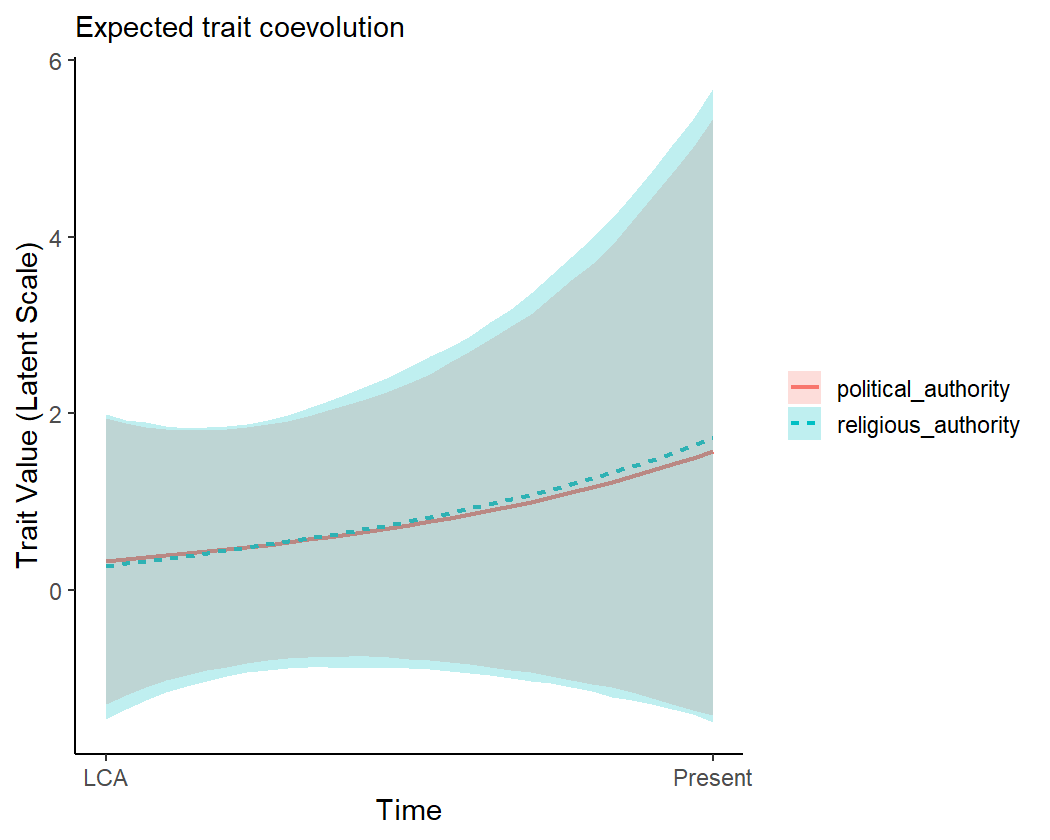 Expected trait coevolution
6
4
2
0
Trait Value (Latent Scale)
LCA
Present
Time
political_authority
religious_authority